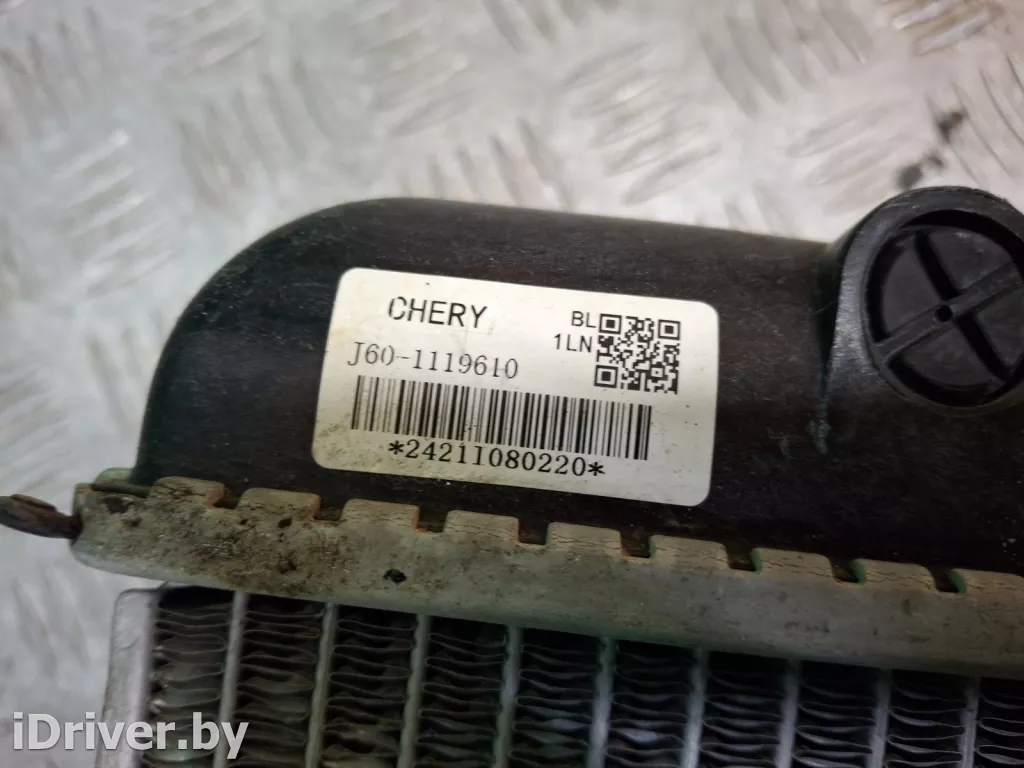 CHERY
BL
1LN
J60-1119610
*24211080220*
iDriver.by